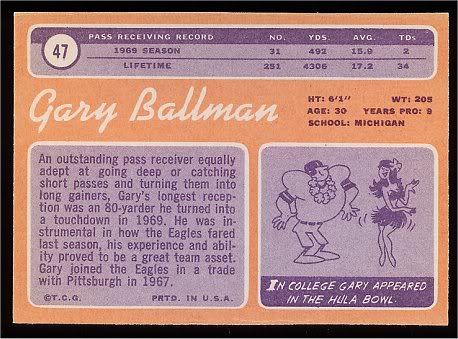 47
PASS RECEIVING RECORD NO. YDS. AVG. TDs
1969 SEASON 31 492 15.9 2
LIFETIME 251 4306 17.2 34
Gary Ballman
HT: 6'1" WT: 205
AGE: 30 YEARS PRO: 9
SCHOOL: MICHIGAN
An outstanding pass receiver equally
adept at going deep or catching
short passes and turning them into
long gainers, Gary's longest recep-
tion was an 80-yarder he turned into
a touchdown in 1969. He was in-
strumental in how the Eagles fared
last season, his experience and abil-
ity proved to be a great team asset.
Gary joined the Eagles in a trade
with Pittsburgh in 1967.
©T.C.G. PRTD. IN U.S.A.
IN COLLEGE GARY APPEARED
IN THE HULA BOWL.